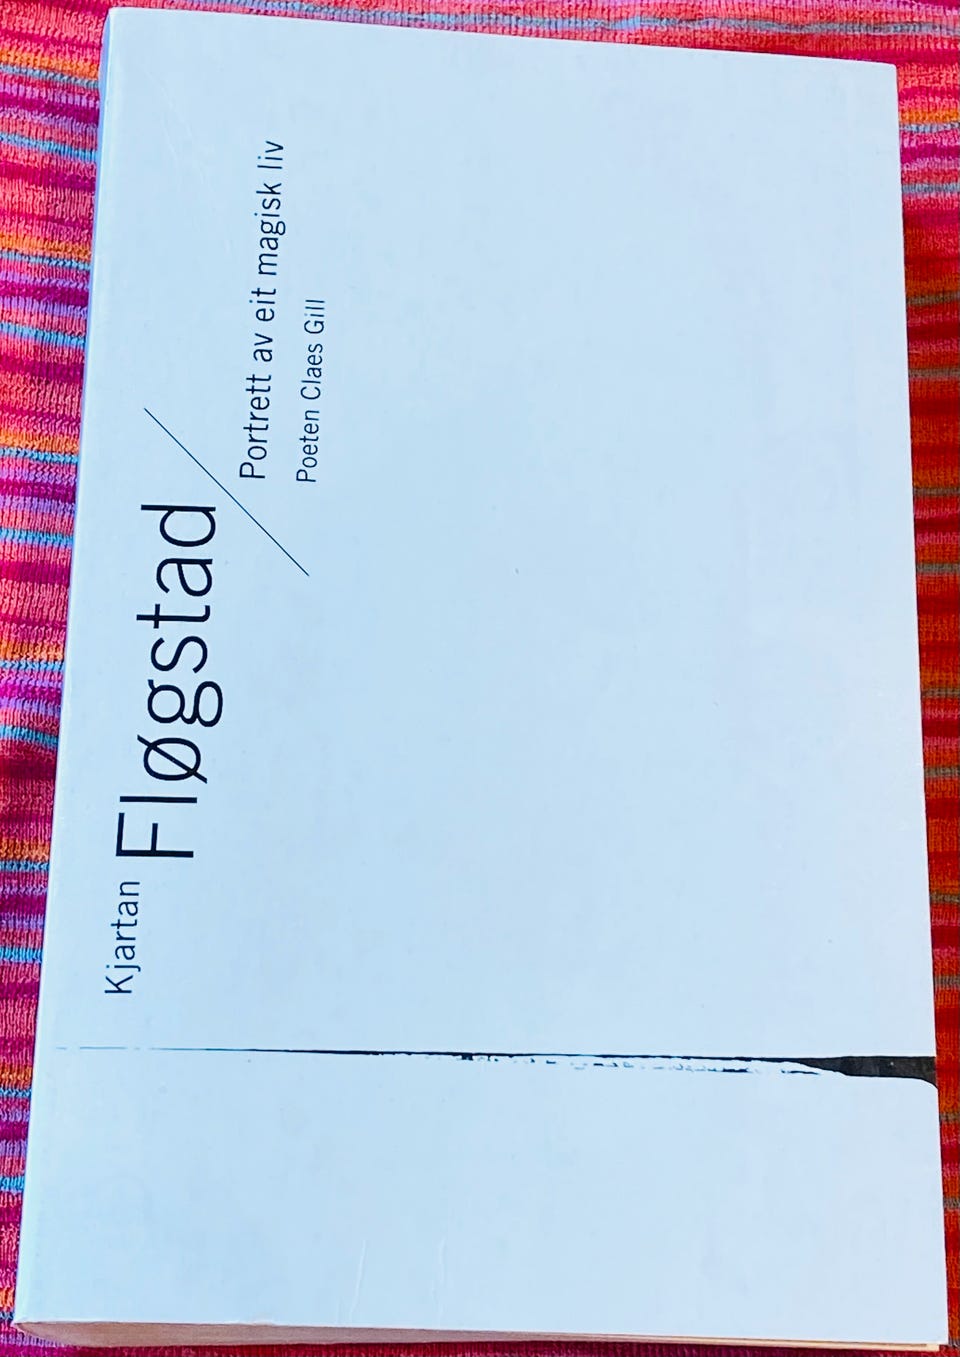 Kjartan
Fløgstad
Portrett av eit magisk liv
Poeten Claes Gill